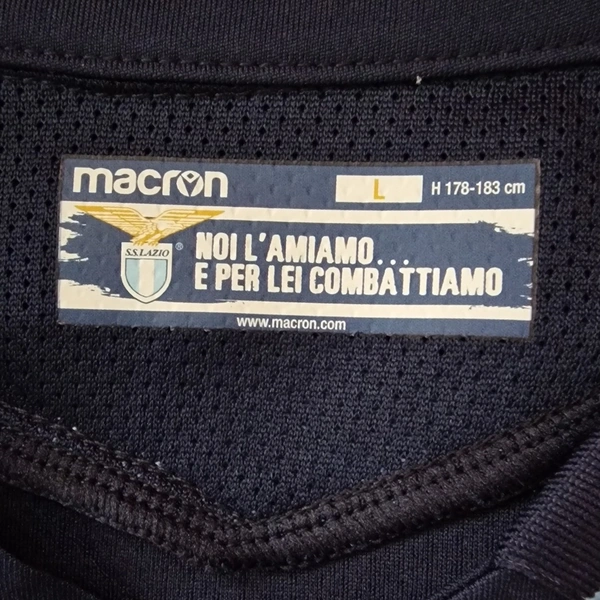 macron L H 178-183 cm
S.S.LAZIO ®
NOI L'AMIAMO...
E PER LEI COMBATTIAMO
www.macron.com